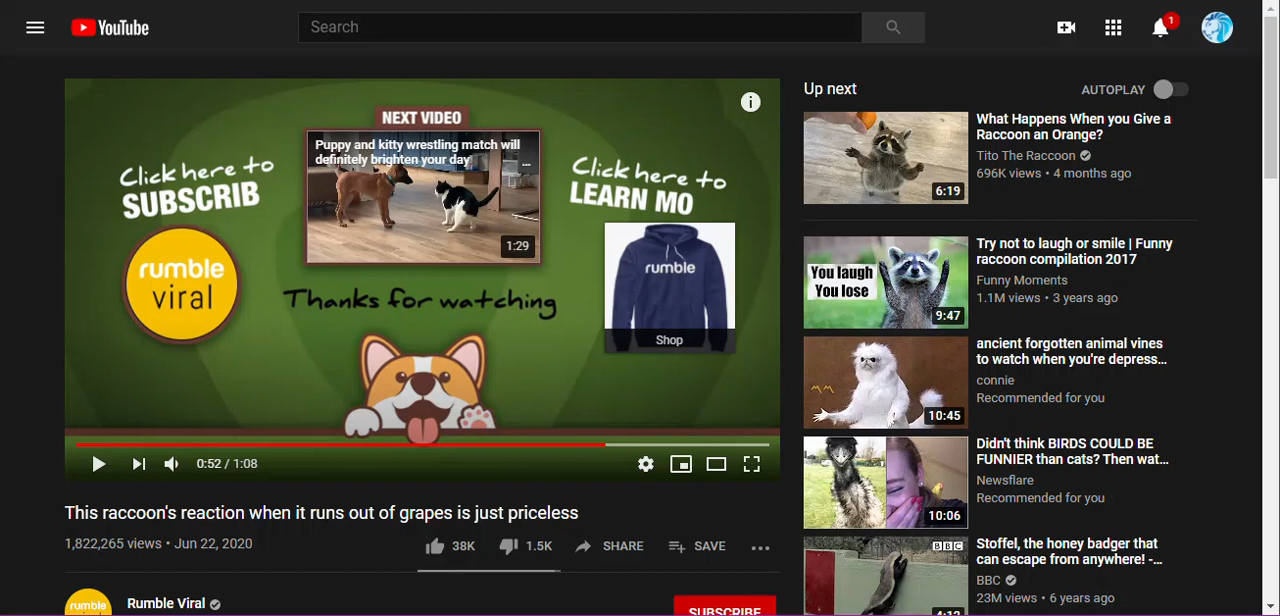 YouTube
Search
1
NEXT VIDEO
Puppy and kitty wrestling match will
definitely brighten your day
...
1:29
Click here to
SUBSCRIB
rumble
viral
Thanks for watching
Click here to
LEARN MO
rumble
Shop
0:52 / 1:08
This raccoon's reaction when it runs out of grapes is just priceless
1,822,265 views • Jun 22, 2020
38K
1.5K
SHARE
SAVE
rumble
Rumble Viral
SUBSCRIBE
Up next
AUTOPLAY
6:19
What Happens When you Give a
Raccoon an Orange?
Tito The Raccoon
696K views • 4 months ago
You laugh
You lose
9:47
Try not to laugh or smile | Funny
raccoon compilation 2017
Funny Moments
1.1M views • 3 years ago
10:45
ancient forgotten animal vines
to watch when you're depress...
connie
Recommended for you
10:06
Didn't think BIRDS COULD BE
FUNNIER than cats? Then wat...
Newsflare
Recommended for you
BBC
4:12
Stoffel, the honey badger that
can escape from anywhere! -...
BBC
23M views • 6 years ago